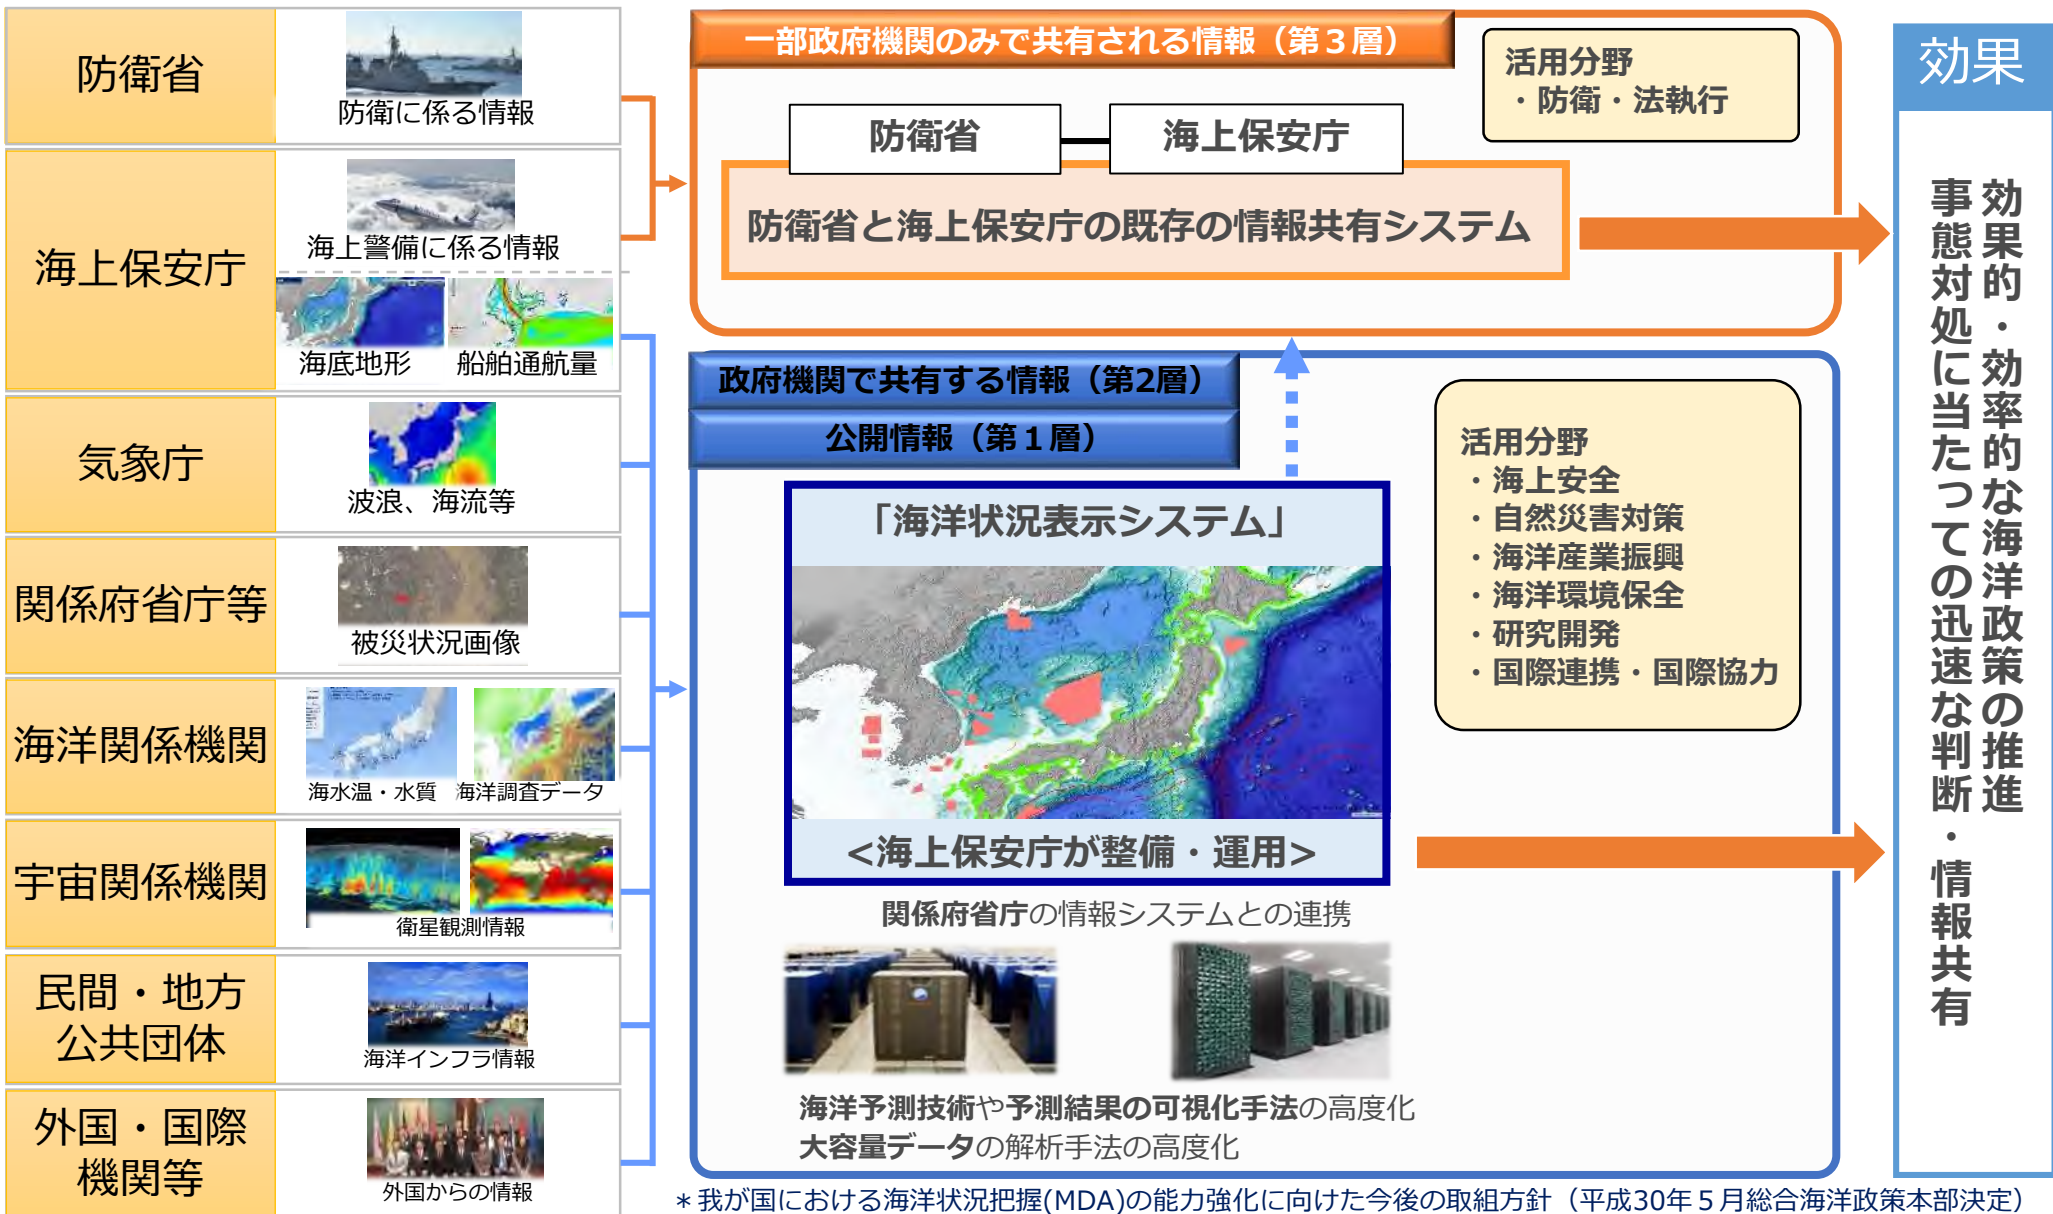 防衛省
防衛に係る情報
海上保安庁
海上警備に係る情報
海底地形
船舶通航量
気象庁
波浪、海流等
関係府省庁等
被災状況画像
海洋関係機関
海水温・水質
海洋調査データ
宇宙関係機関
衛星観測情報
民間・地方
公共団体
海洋インフラ情報
外国・国際
機関等
外国からの情報
一部政府機関のみで共有される情報（第３層）
活用分野
・防衛・法執行
防衛省
海上保安庁
防衛省と海上保安庁の既存の情報共有システム
政府機関で共有する情報（第2層）
公開情報（第１層）
「海洋状況表示システム」
<海上保安庁が整備・運用>
関係府省庁の情報システムとの連携
海洋予測技術や予測結果の可視化手法の高度化
大容量データの解析手法の高度化
活用分野
・海上安全
・自然災害対策
・海洋産業振興
・海洋環境保全
・研究開発
・国際連携・国際協力
効果
効果的・効率的な海洋政策の推進
事態対処に当たっての迅速な判断・情報共有
＊我が国における海洋状況把握(MDA)の能力強化に向けた今後の取組方針（平成30年５月総合海洋政策本部決定）